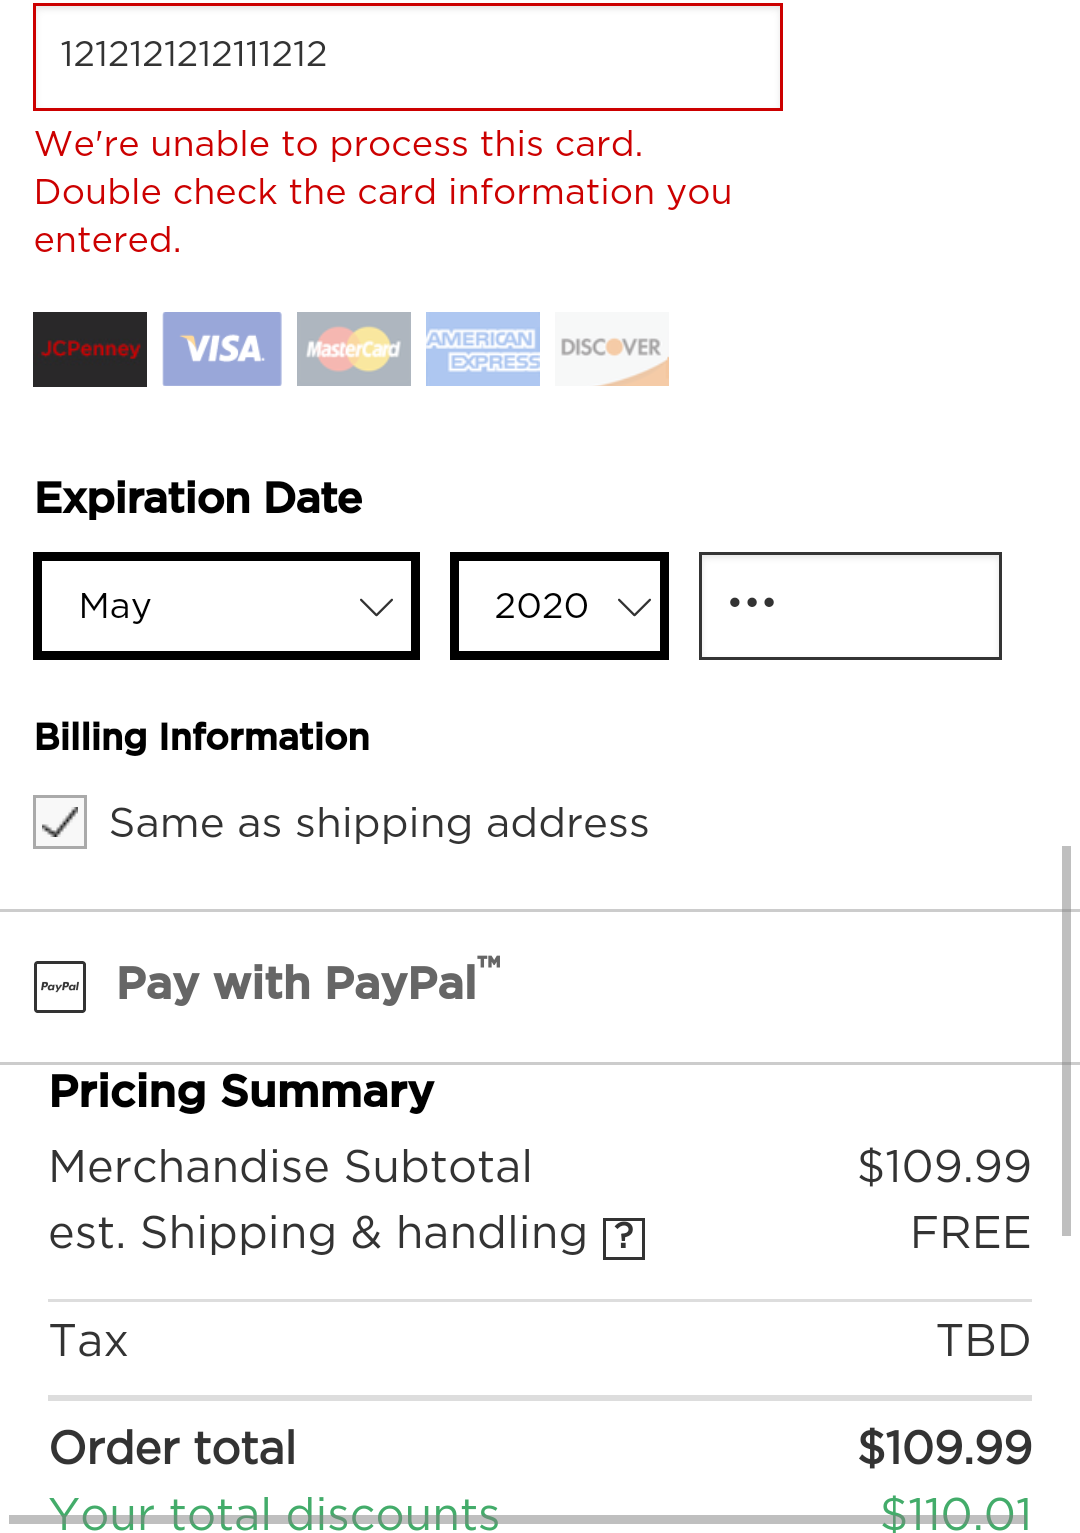 1212121212111212
We're unable to process this card.
Double check the card information you
entered.
JCPenney VISA MasterCard AMERICAN EXPRESS DISCOVER
Expiration Date
May 2020 •••
Billing Information
Same as shipping address
PayPal Pay with PayPal™
Pricing Summary
Merchandise Subtotal $109.99
est. Shipping & handling ? FREE
Tax TBD
Order total $109.99
Your total discounts $110.01